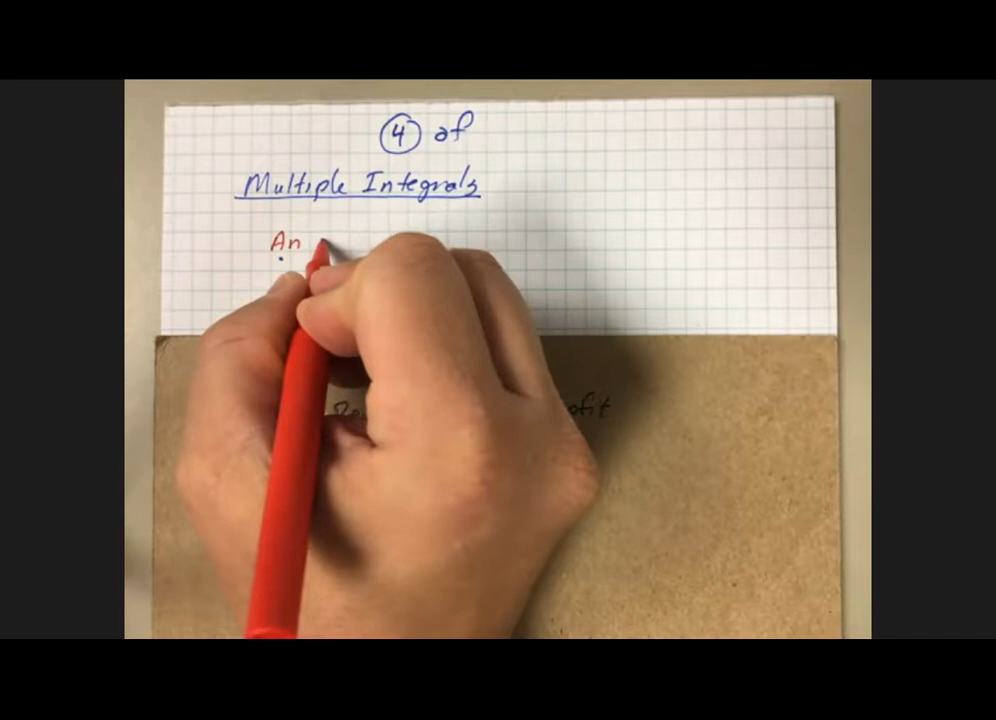 ④ of
Multiple Integrals
An